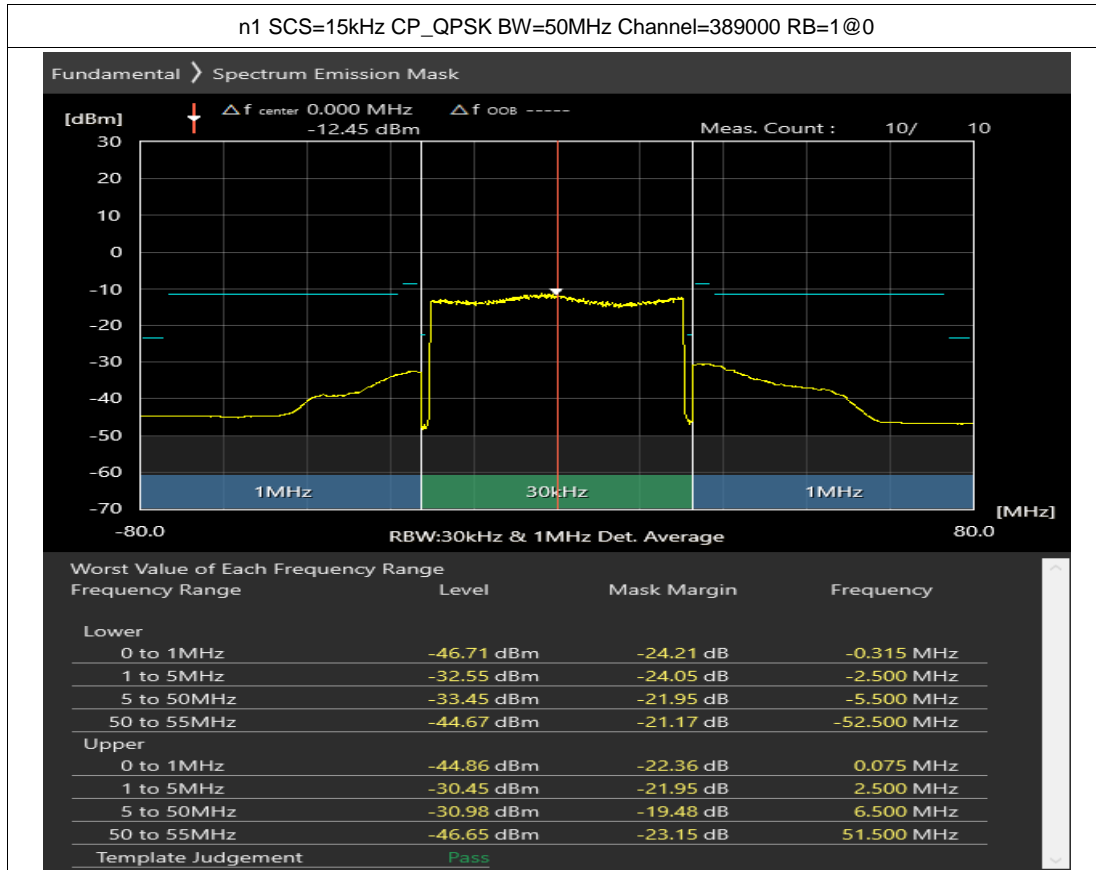 n1 SCS=15kHz CP_QPSK BW=50MHz Channel=389000 RB=1@0
Fundamental ❯ Spectrum Emission Mask
[dBm]
△f center 0.000 MHz △f OOB -----
-12.45 dBm Meas. Count : 10/ 10
30
20
10
0
-10
-20
-30
-40
-50
-60
-70
1MHz 30kHz 1MHz
[MHz]
-80.0 RBW:30kHz & 1MHz Det. Average 80.0
Worst Value of Each Frequency Range
Frequency Range Level Mask Margin Frequency
Lower
0 to 1MHz -46.71 dBm -24.21 dB -0.315 MHz
1 to 5MHz -32.55 dBm -24.05 dB -2.500 MHz
5 to 50MHz -33.45 dBm -21.95 dB -5.500 MHz
50 to 55MHz -44.67 dBm -21.17 dB -52.500 MHz
Upper
0 to 1MHz -44.86 dBm -22.36 dB 0.075 MHz
1 to 5MHz -30.45 dBm -21.95 dB 2.500 MHz
5 to 50MHz -30.98 dBm -19.48 dB 6.500 MHz
50 to 55MHz -46.65 dBm -23.15 dB 51.500 MHz
Template Judgement Pass